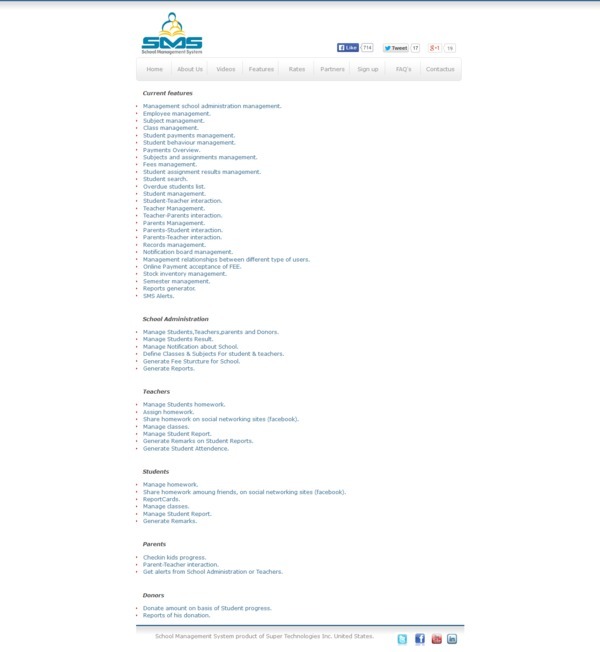 SMS
School Management System
Like 714
Tweet 17
+1 19
Home About Us Videos Features Rates Partners Sign up FAQ's Contactus
Current features
Management school administration management.
Employee management.
Subject management.
Class management.
Student payments management.
Student behaviour management.
Payments Overview.
Subjects and assignments management.
Fees management.
Student assignment results management.
Student search.
Overdue students list.
Student management.
Student-Teacher interaction.
Teacher Management.
Teacher-Parents interaction.
Parents Management.
Parents-Student interaction.
Parents-Teacher interaction.
Records management.
Notification board management.
Management relationships between different type of users.
Online Payment acceptance of FEE.
Stock inventory management.
Semester management.
Reports generator.
SMS Alerts.
School Administration
Manage Students,Teachers,parents and Donors.
Manage Students Result.
Manage Notification about School.
Define Classes & Subjects For student & teachers.
Generate Fee Sturcture for School.
Generate Reports.
Teachers
Manage Students homework.
Assign homework.
Share homework on social networking sites (facebook).
Manage classes.
Manage Student Report.
Generate Remarks on Student Reports.
Generate Student Attendence.
Students
Manage homework.
Share homework amoung friends, on social networking sites (facebook).
ReportCards.
Manage classes.
Manage Student Report.
Generate Remarks.
Parents
Checkin kids progress.
Parent-Teacher interaction.
Get alerts from School Administration or Teachers.
Donors
Donate amount on basis of Student progress.
Reports of his donation.
School Management System product of Super Technologies Inc. United States.